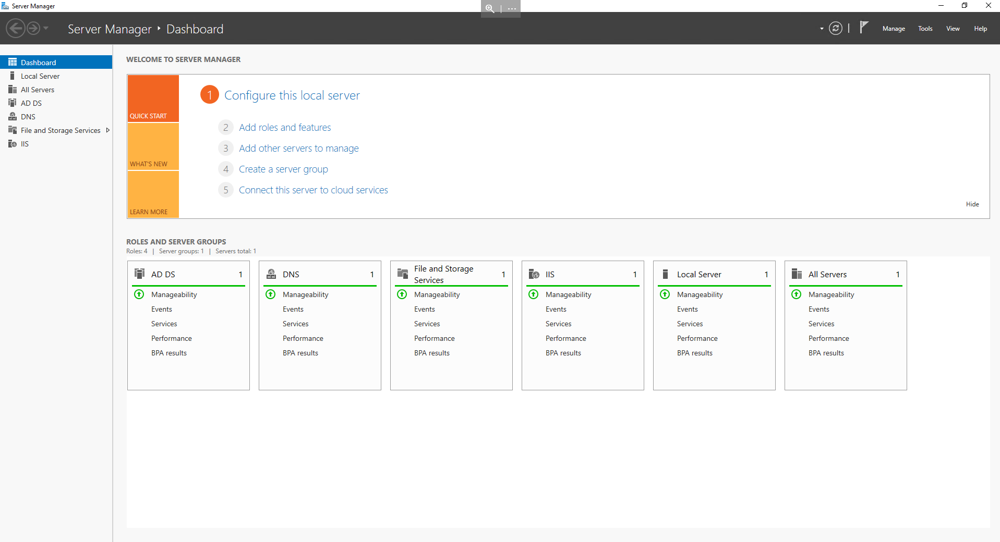 Server Manager
Server Manager ‣ Dashboard
Manage Tools View Help
Dashboard
Local Server
All Servers
AD DS
DNS
File and Storage Services
IIS
WELCOME TO SERVER MANAGER
QUICK START
WHAT'S NEW
LEARN MORE
1 Configure this local server
2 Add roles and features
3 Add other servers to manage
4 Create a server group
5 Connect this server to cloud services
Hide
ROLES AND SERVER GROUPS
Roles: 4 | Server groups: 1 | Servers total: 1
AD DS 1
Manageability
Events
Services
Performance
BPA results
DNS 1
Manageability
Events
Services
Performance
BPA results
File and Storage
Services 1
Manageability
Events
Services
Performance
BPA results
IIS 1
Manageability
Events
Services
Performance
BPA results
Local Server 1
Manageability
Events
Services
Performance
BPA results
All Servers 1
Manageability
Events
Services
Performance
BPA results